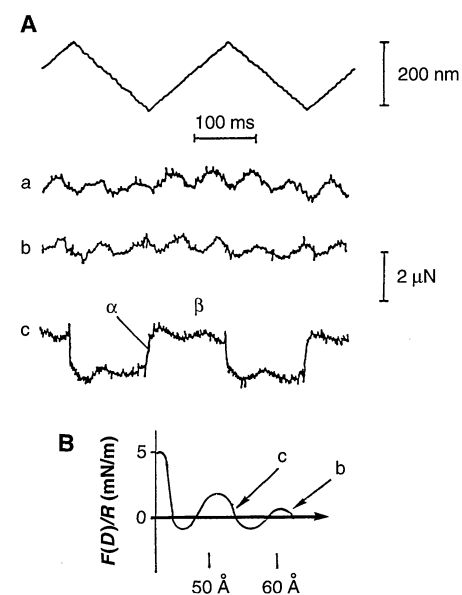 A
200 nm
100 ms
a
b
2 μN
α β
c
B
F(D)/R (mN/m)
5
c
b
0
50 Å 60 Å